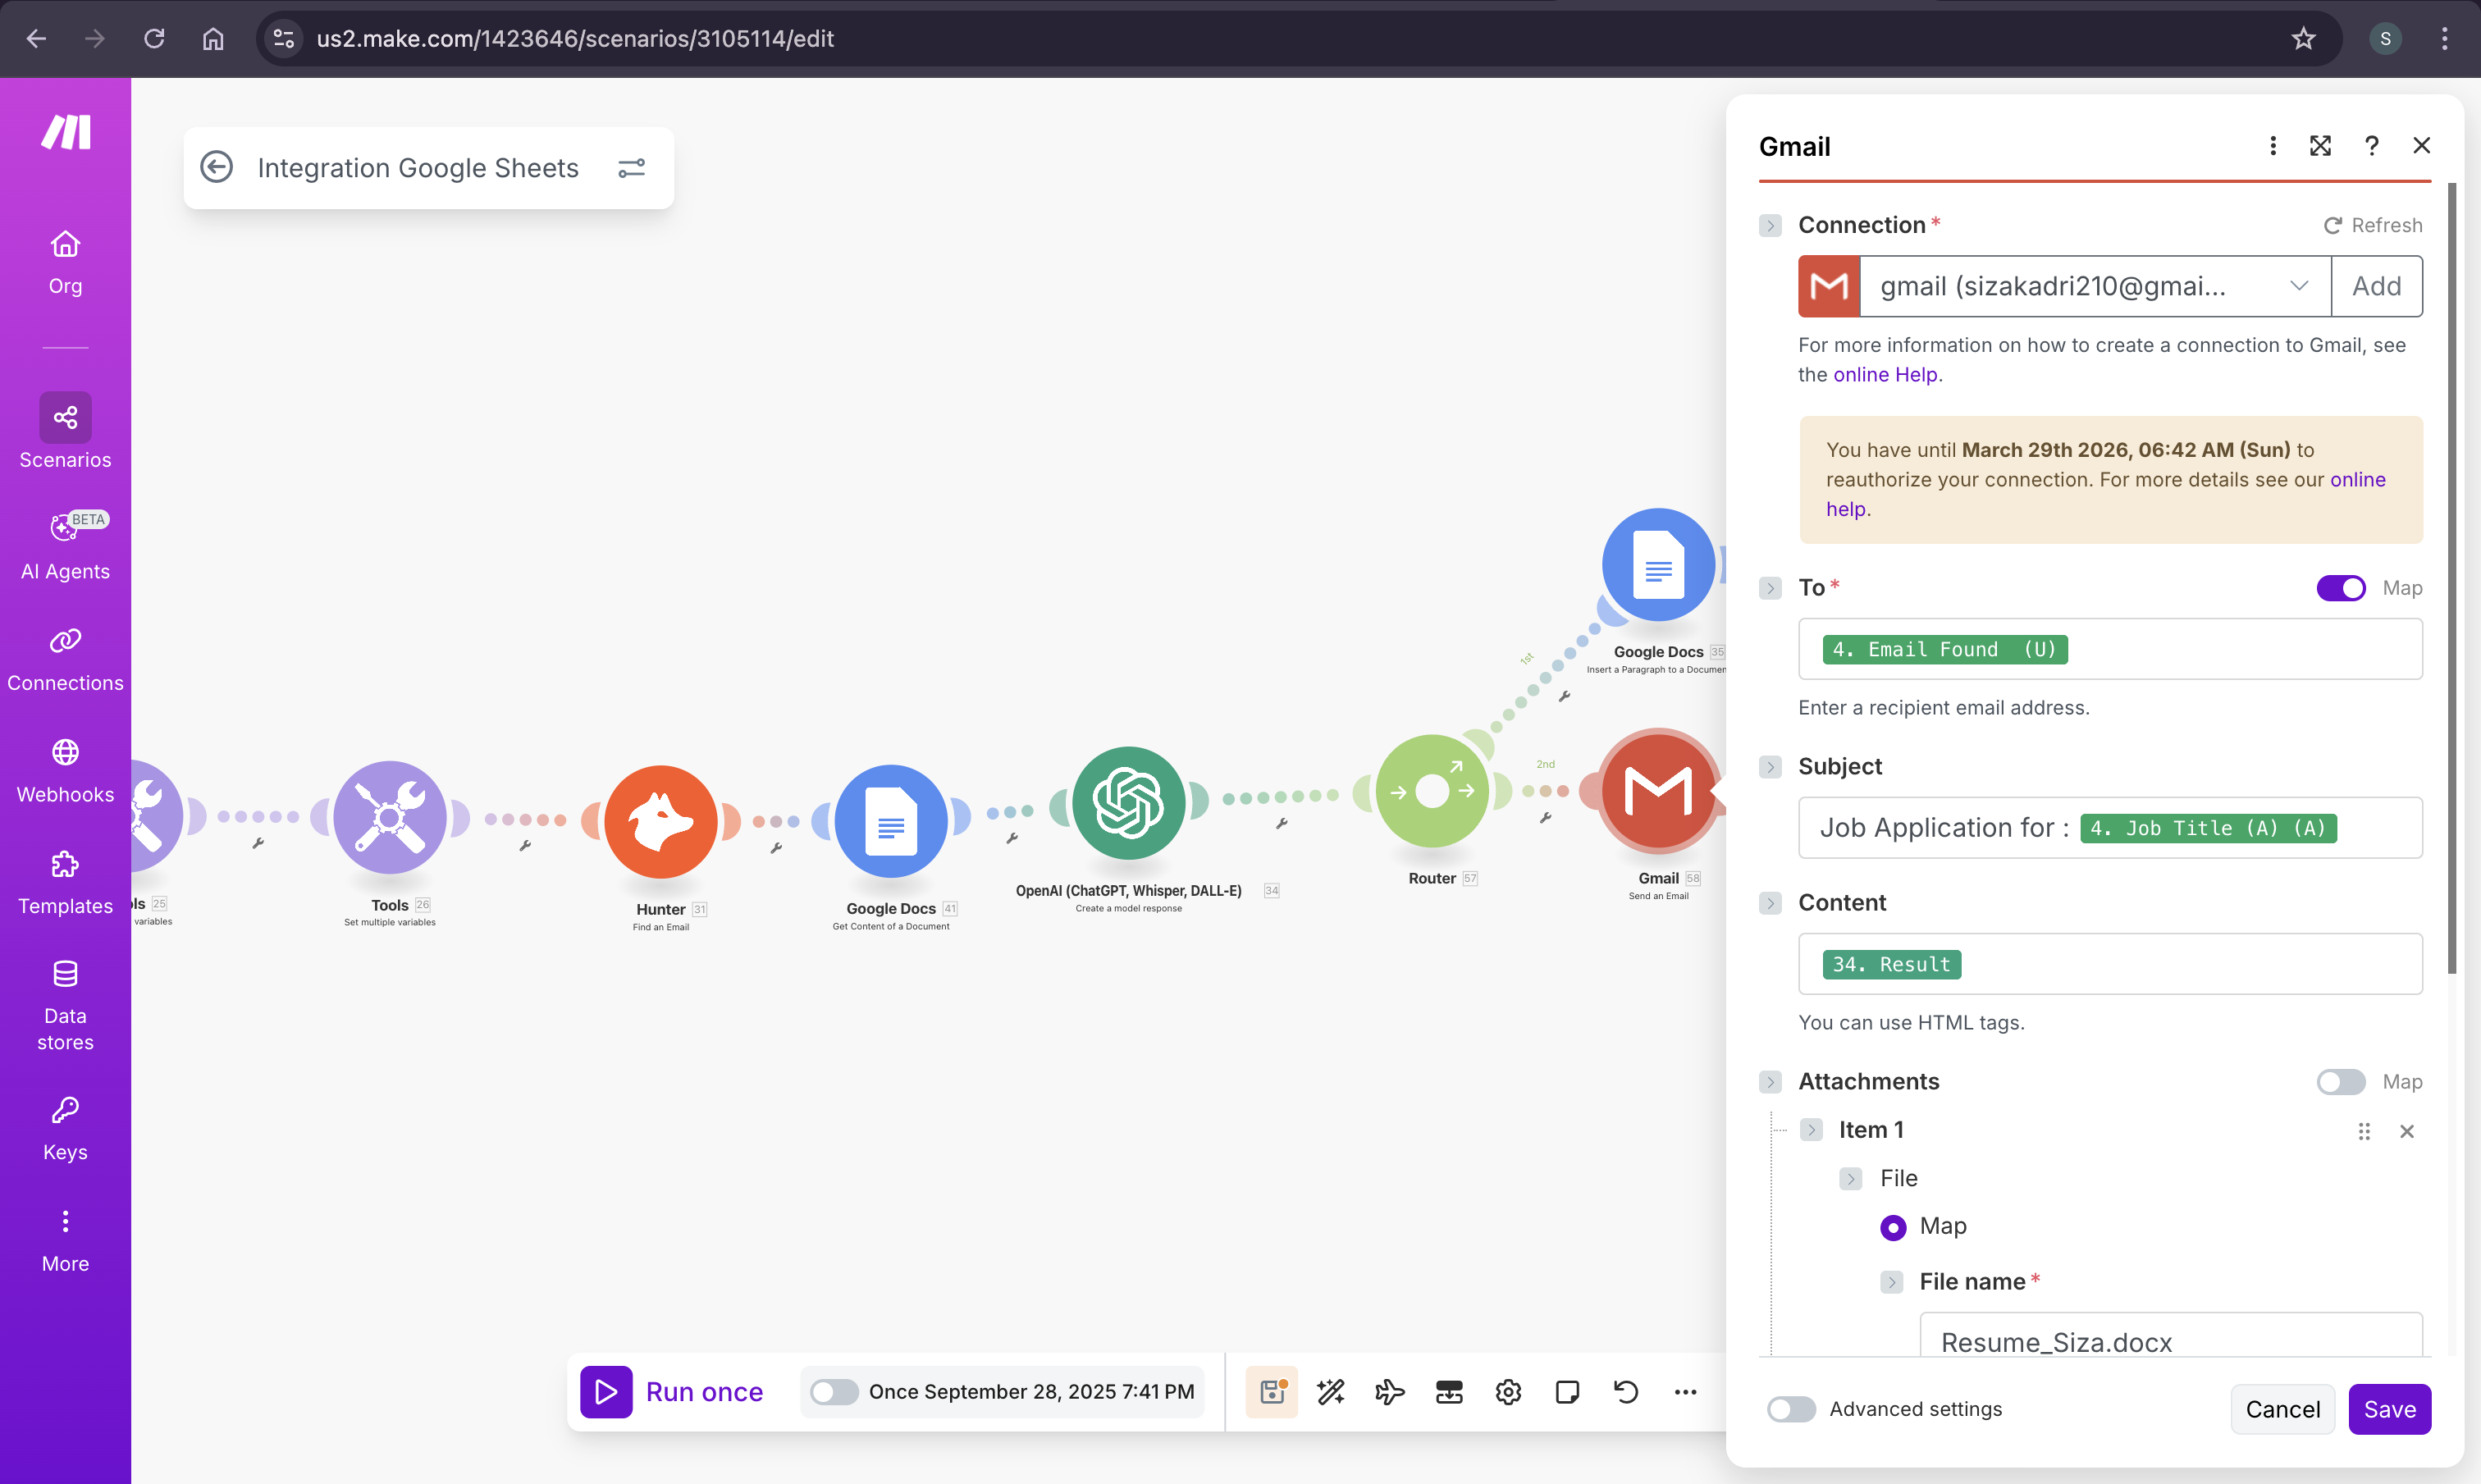 us2.make.com/1423646/scenarios/3105114/edit
S
Org
Scenarios
BETA
AI Agents
Connections
Webhooks
Templates
Data
stores
Keys
More
Integration Google Sheets
ls 25
variables
Tools 26
Set multiple variables
Hunter 31
Find an Email
Google Docs 41
Get Content of a Document
OpenAI (ChatGPT, Whisper, DALL-E) 34
Create a model response
Router 57
1st
2nd
Google Docs 35
Insert a Paragraph to a Documen
Gmail 58
Send an Email
Run once
Once September 28, 2025 7:41 PM
Gmail
Connection *
Refresh
gmail (sizakadri210@gmai...
Add
For more information on how to create a connection to Gmail, see
the online Help.
You have until March 29th 2026, 06:42 AM (Sun) to
reauthorize your connection. For more details see our online
help.
To *
Map
4. Email Found (U)
Enter a recipient email address.
Subject
Job Application for : 4. Job Title (A) (A)
Content
34. Result
You can use HTML tags.
Attachments
Map
Item 1
File
Map
File name *
Resume_Siza.docx
Advanced settings
Cancel
Save